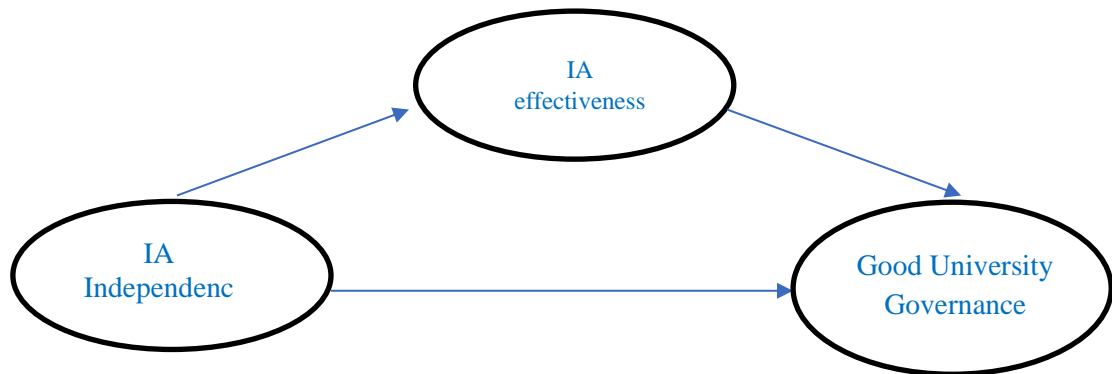 IA
effectiveness
IA
Independenc
Good University
Governance